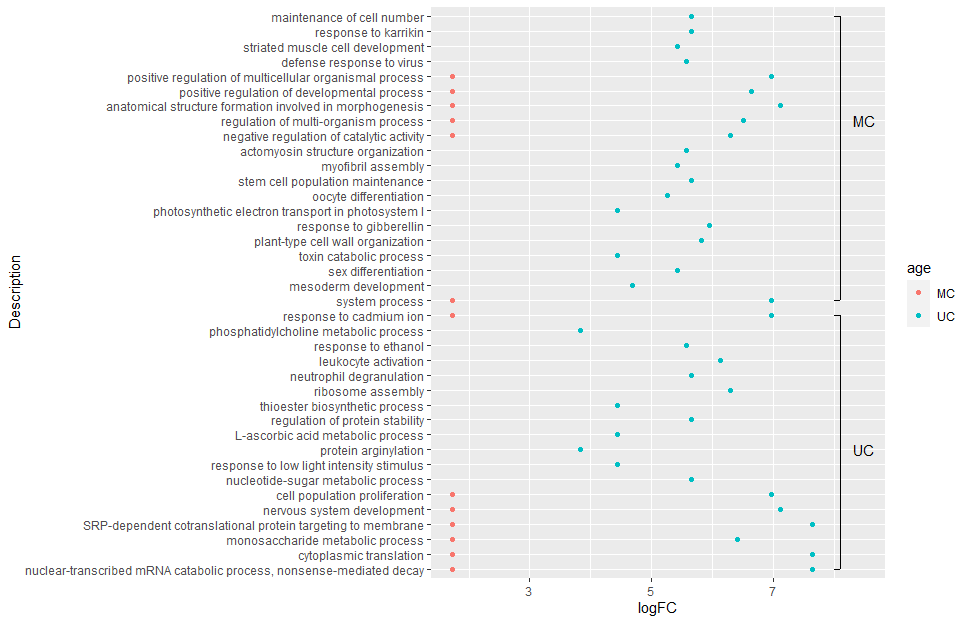 maintenance of cell number
response to karrikin
striated muscle cell development
defense response to virus
positive regulation of multicellular organismal process
positive regulation of developmental process
anatomical structure formation involved in morphogenesis
regulation of multi-organism process
negative regulation of catalytic activity
actomyosin structure organization
myofibril assembly
stem cell population maintenance
oocyte differentiation
photosynthetic electron transport in photosystem I
response to gibberellin
plant-type cell wall organization
toxin catabolic process
sex differentiation
mesoderm development
system process
response to cadmium ion
phosphatidylcholine metabolic process
response to ethanol
leukocyte activation
neutrophil degranulation
ribosome assembly
thioester biosynthetic process
regulation of protein stability
L-ascorbic acid metabolic process
protein arginylation
response to low light intensity stimulus
nucleotide-sugar metabolic process
cell population proliferation
nervous system development
SRP-dependent cotranslational protein targeting to membrane
monosaccharide metabolic process
cytoplasmic translation
nuclear-transcribed mRNA catabolic process, nonsense-mediated decay
Description
3 5 7
logFC
MC
UC
age
MC
UC